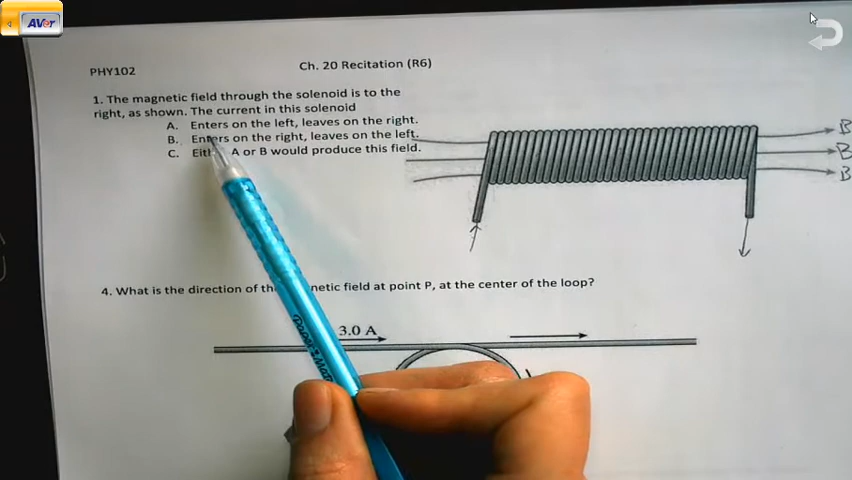 AVer
PHY102
Ch. 20 Recitation (R6)
1. The magnetic field through the solenoid is to the
right, as shown. The current in this solenoid
A. Enters on the left, leaves on the right.
B. Enters on the right, leaves on the left.
C. A or B would produce this field.
B
B
B
4. What is the direction of field at point P, at the center of the loop?
3.0 A